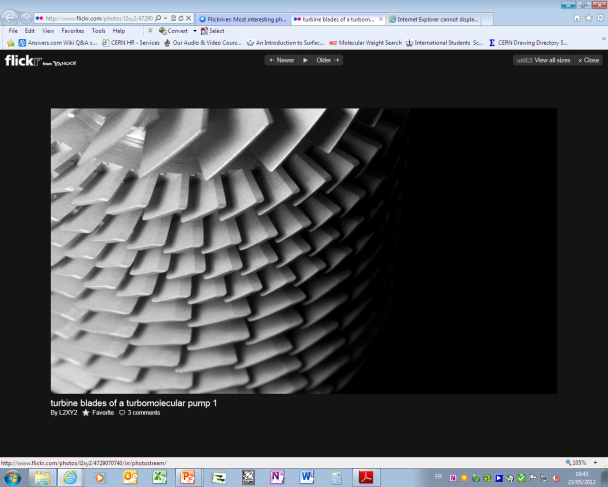 http://www.flickr.com/photos/l2xy2/47290
Flickriver: Most interesting ph...
turbine blades of a turbom...
Internet Explorer cannot displa...
File Edit View Favorites Tools Help
Convert
Select
Answers.com Wiki Q&A c...
CERN HR - Services
Our Audio & Video Cours...
An Introduction to Surfac...
NIST Molecular Weight Search
International Students Sc...
CERN Drawing Directory S...
flickr from YAHOO!
Newer
Older
View all sizes
Close
turbine blades of a turbomolecular pump 1
By L2XY2 Favorite 3 comments
http://www.flickr.com/photos/l2xy2/4729070740/in/photostream/
105%
FR
19:45
23/05/2012